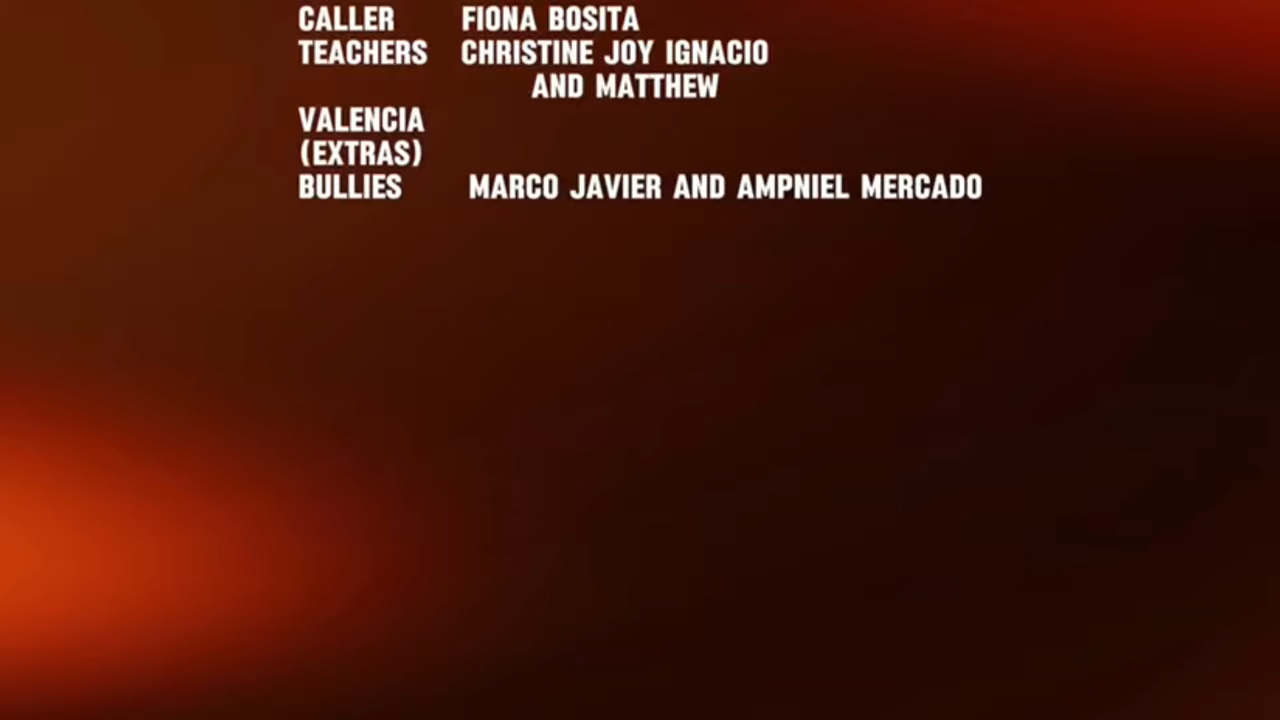 CALLER FIONA BOSITA
TEACHERS CHRISTINE JOY IGNACIO
AND MATTHEW
VALENCIA
(EXTRAS)
BULLIES MARCO JAVIER AND AMPNIEL MERCADO